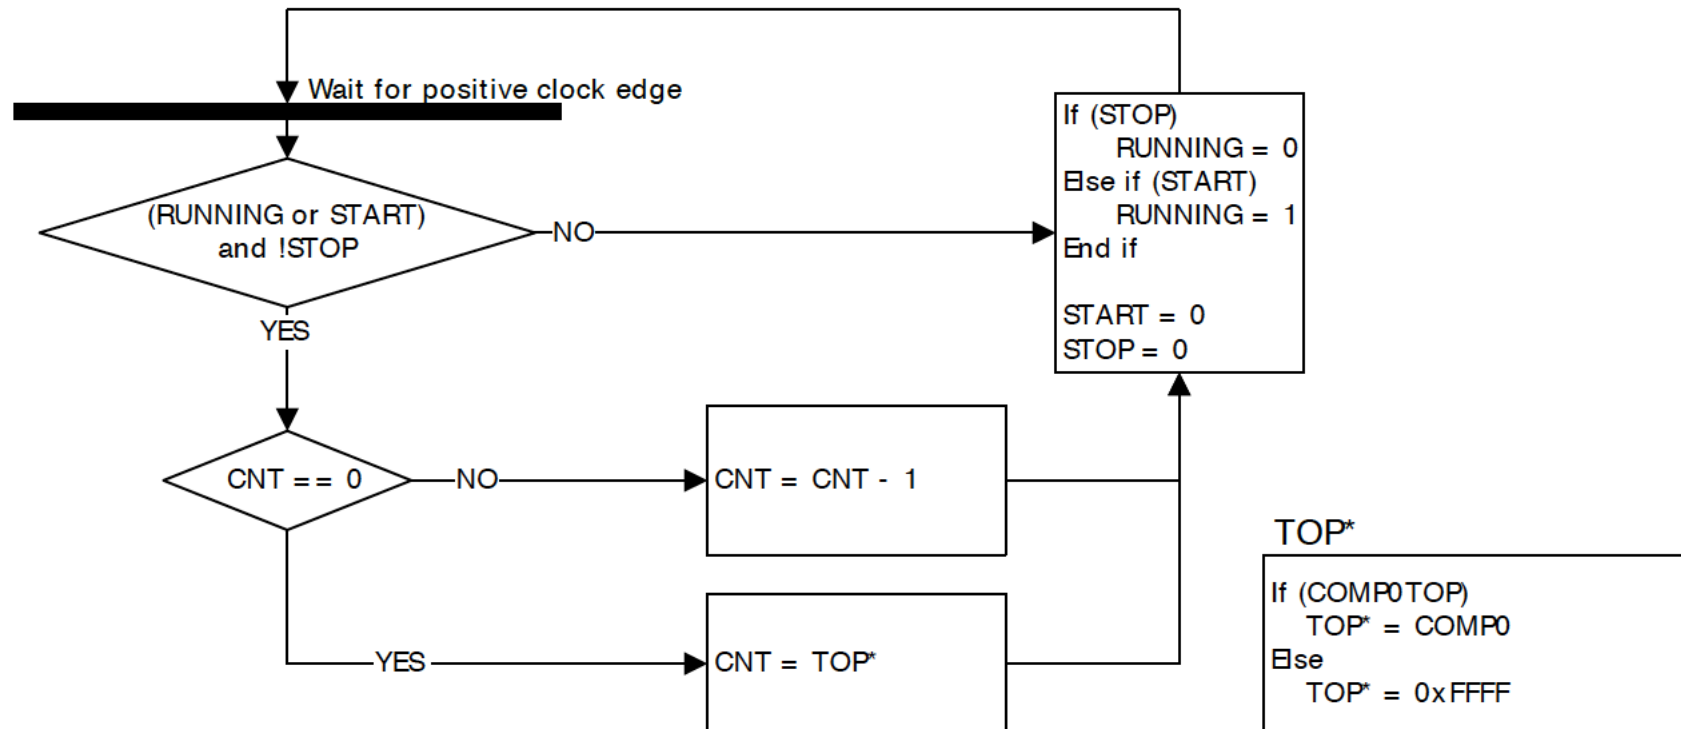 Wait for positive clock edge
(RUNNING or START)
and !STOP
NO
YES
If (STOP)
RUNNING = 0
Else if (START)
RUNNING = 1
End if
START = 0
STOP = 0
CNT == 0
NO
CNT = CNT - 1
YES
CNT = TOP*
TOP*
If (COMP0TOP)
TOP* = COMP0
Else
TOP* = 0xFFFF